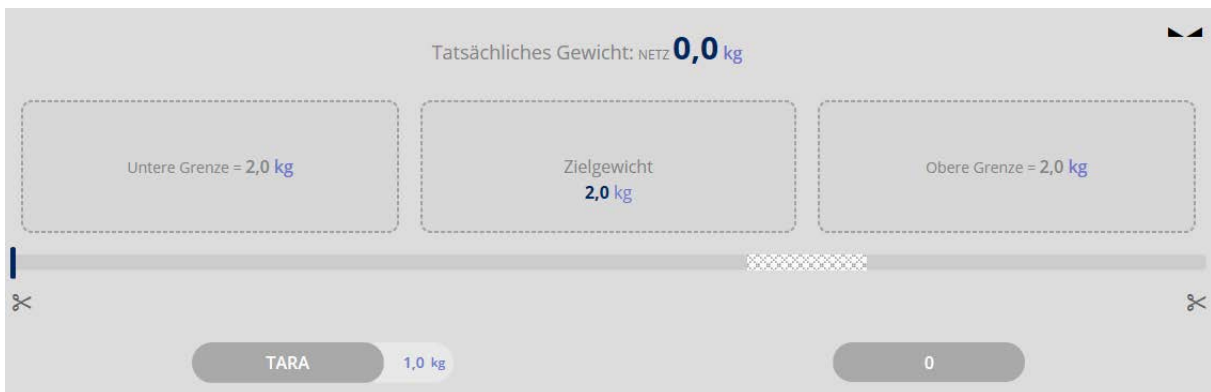 Tatsächliches Gewicht: NETZ 0,0 kg
Untere Grenze = 2,0 kg
Zielgewicht
2,0 kg
Obere Grenze = 2,0 kg
TARA 1,0 kg
0